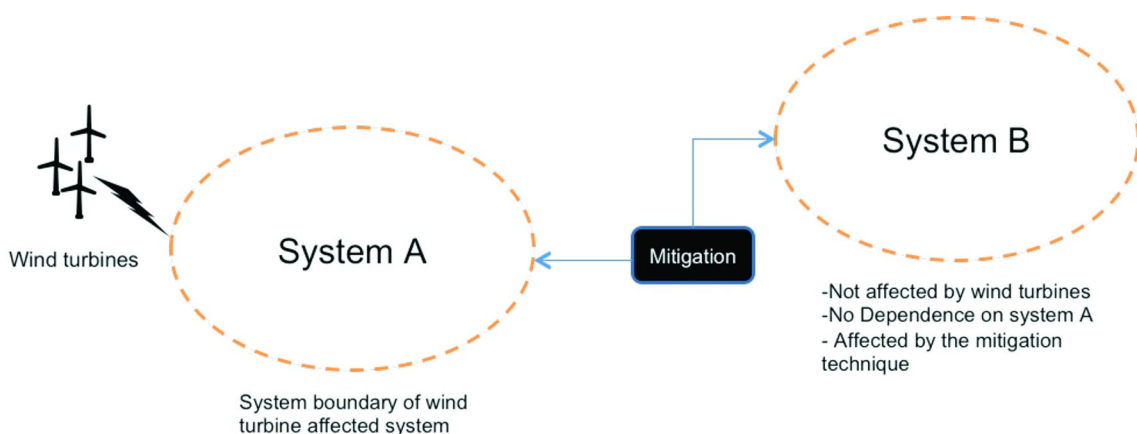 System B
System A
Mitigation
Wind turbines
-Not affected by wind turbines
-No Dependence on system A
- Affected by the mitigation
technique
System boundary of wind
turbine affected system